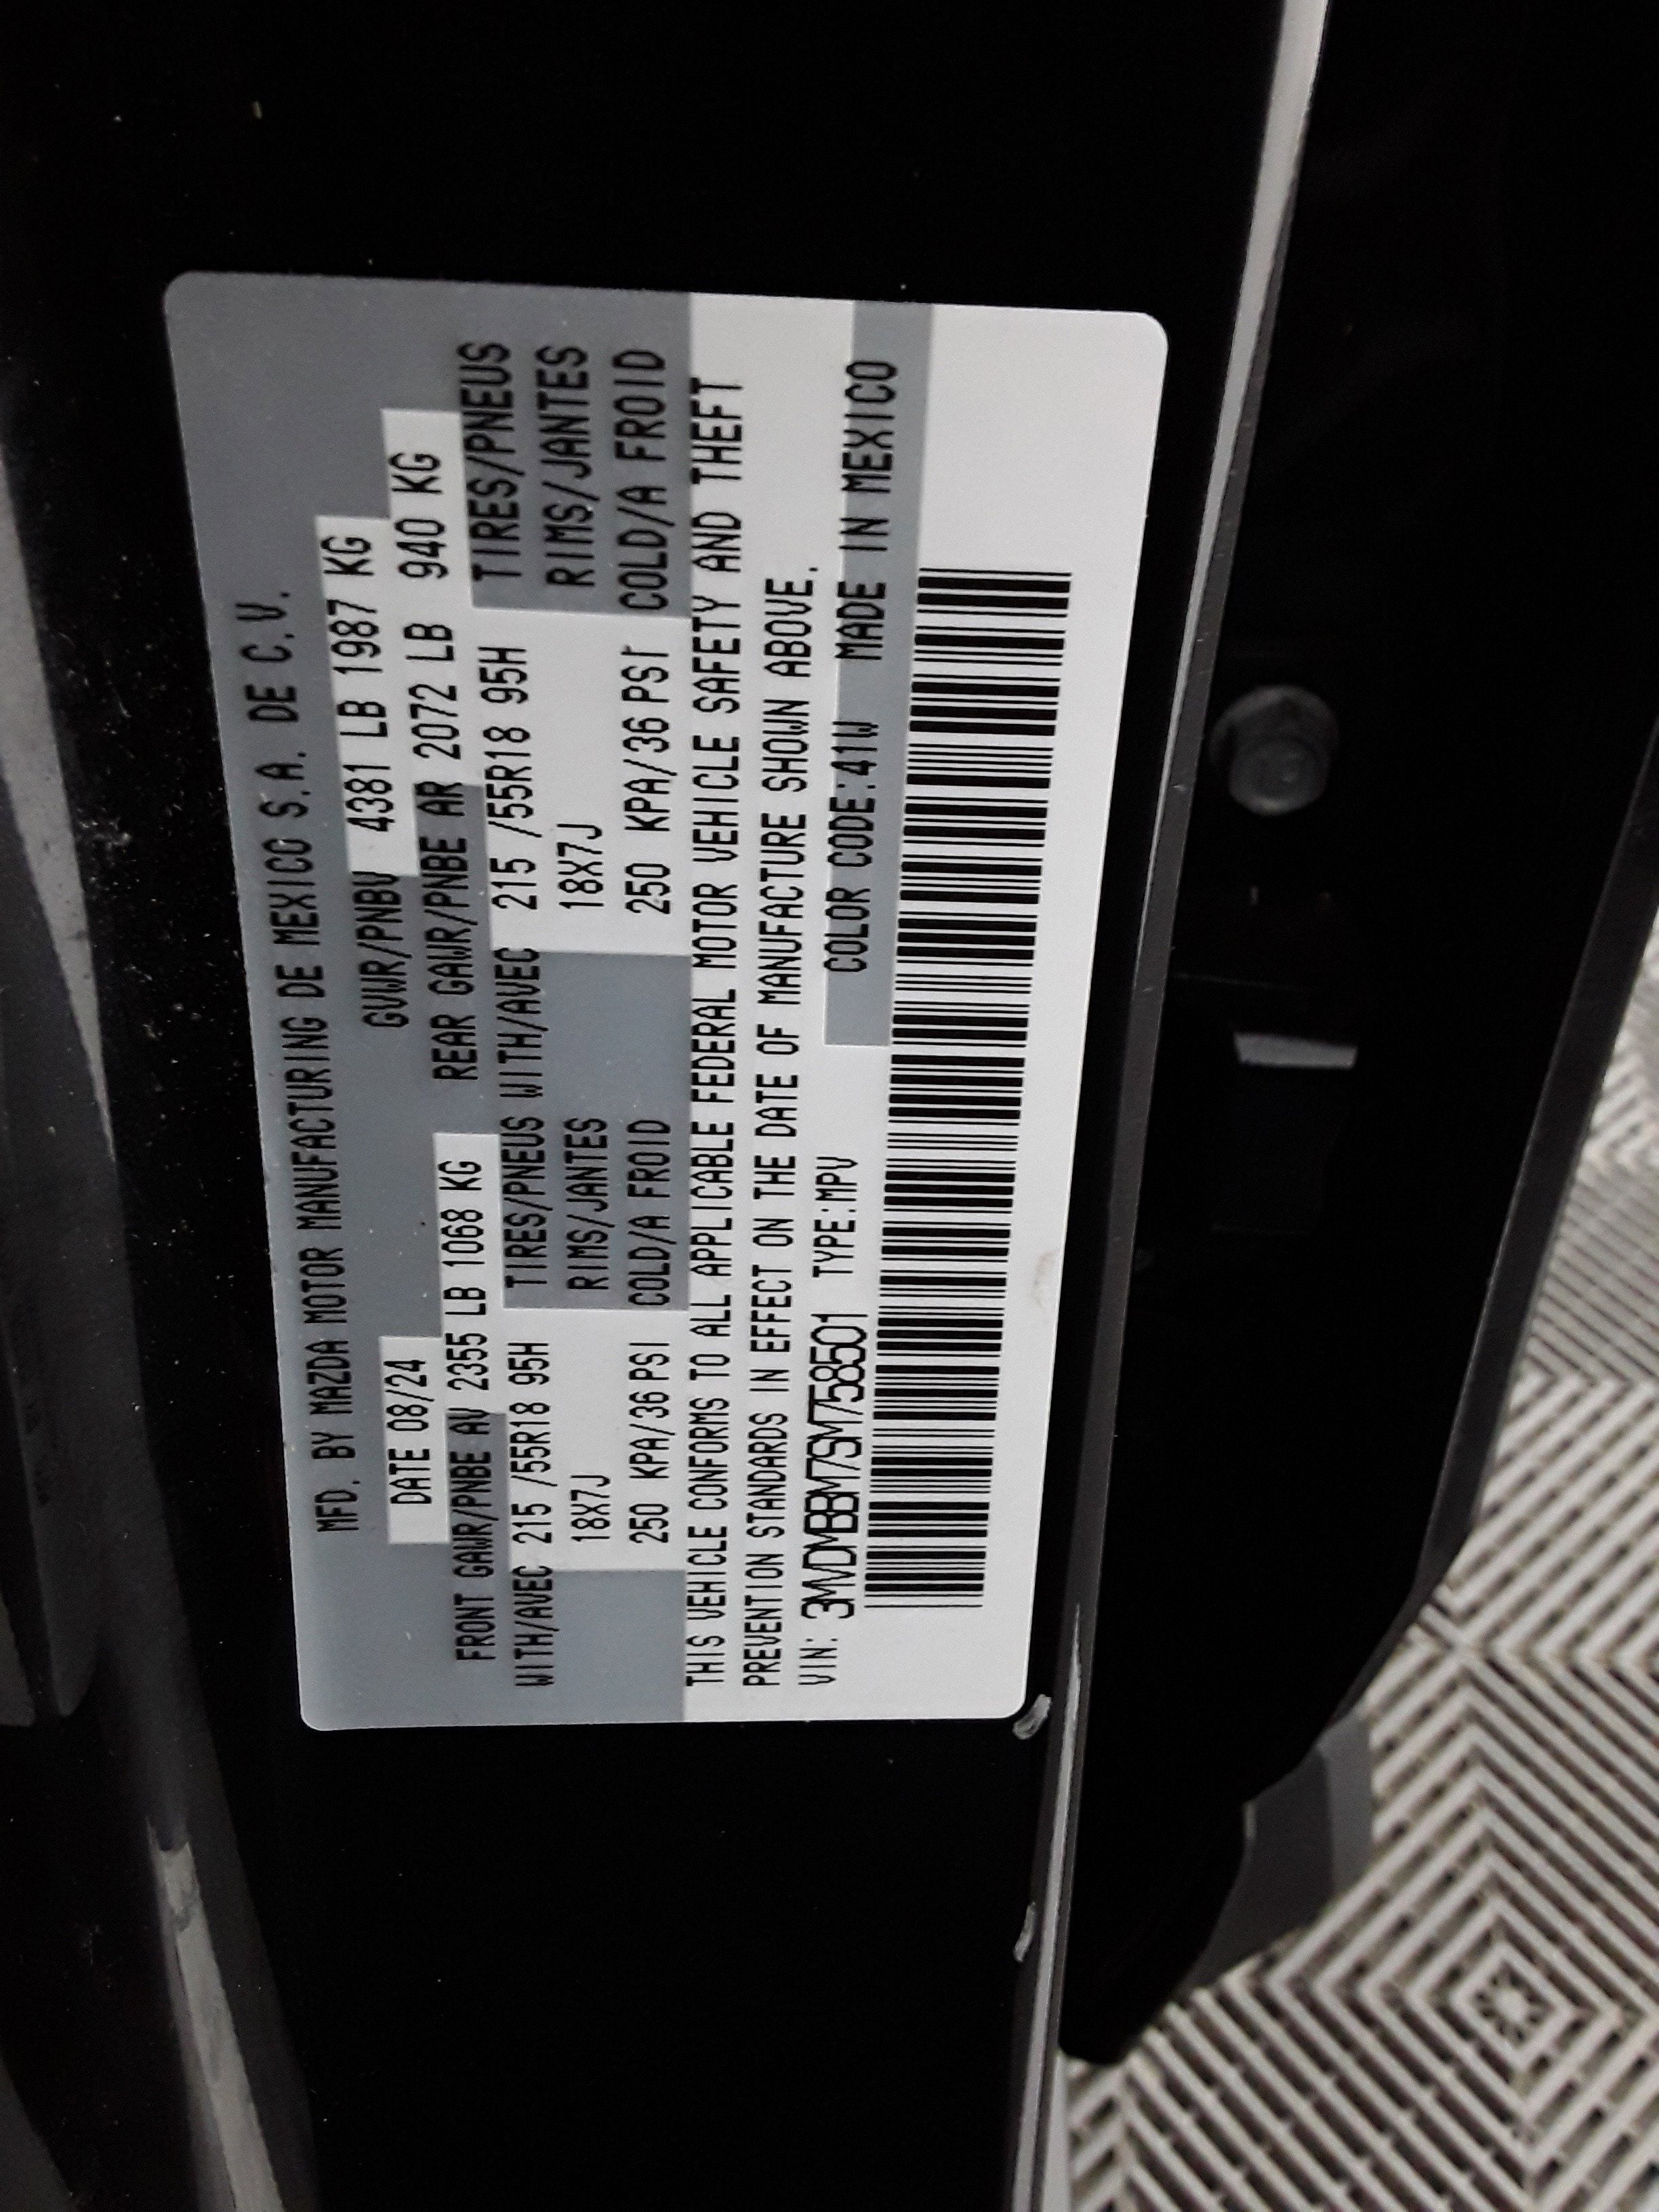 MFD. BY MAZDA MOTOR MANUFACTURING DE MEXICO S.A. DE C.V.
DATE 08/24 GVWR/PNBV 4381 LB 1987 KG
FRONT GAWR/PNBE AV 2355 LB 1068 KG REAR GAWR/PNBE AR 2072 LB 940 KG
WITH/AVEC 215 /55R18 95H TIRES/PNEUS WITH/AVEC 215 /55R18 95H TIRES/PNEUS
18X7J RIMS/JANTES 18X7J RIMS/JANTES
250 KPA/36 PSI COLD/A FROID 250 KPA/36 PSI COLD/A FROID
THIS VEHICLE CONFORMS TO ALL APPLICABLE FEDERAL MOTOR VEHICLE SAFETY AND THEFT
PREVENTION STANDARDS IN EFFECT ON THE DATE OF MANUFACTURE SHOWN ABOVE.
VIN: 3MVDMBBM7SM758501 TYPE:MPV COLOR CODE:41W MADE IN MEXICO